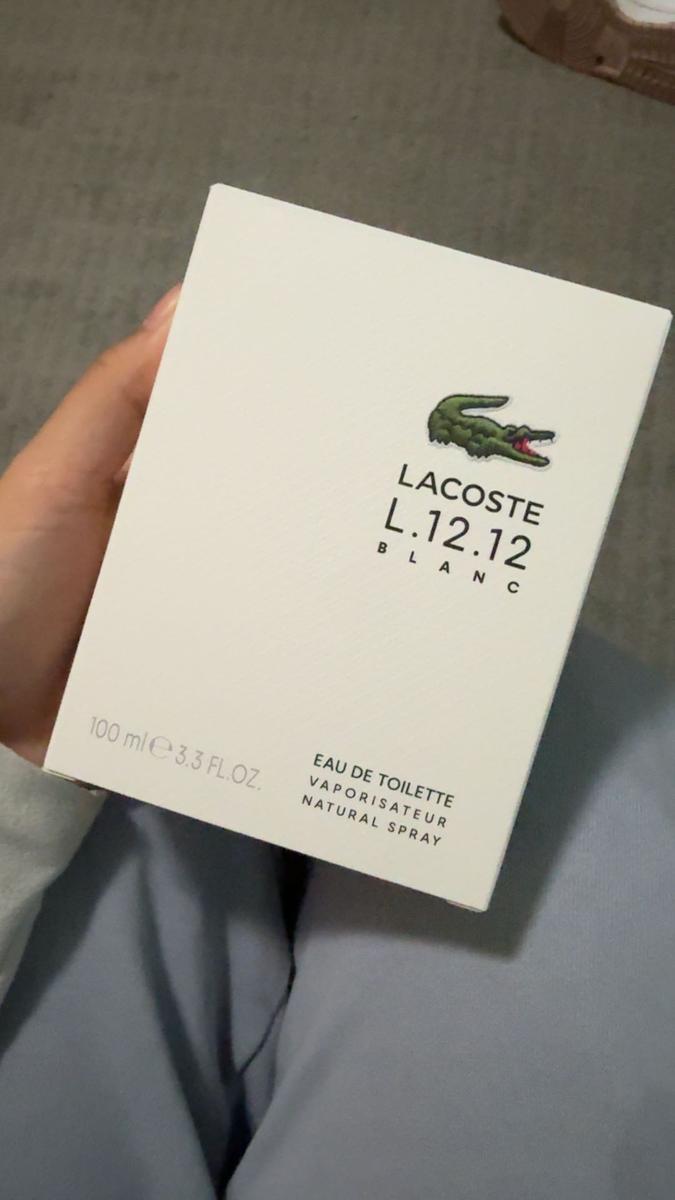 LACOSTE
L.12.12
BLANC
100 ml ℮ 3.3 FL.OZ.
EAU DE TOILETTE
VAPORISATEUR
NATURAL SPRAY